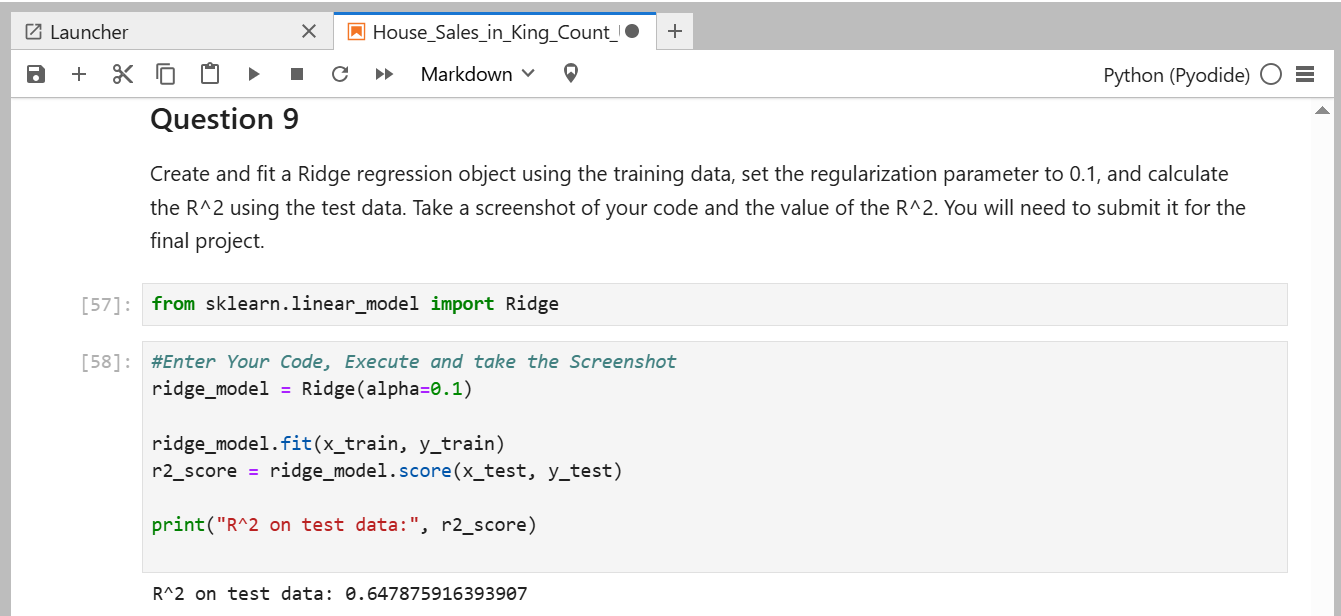 Launcher
House_Sales_in_King_Count_
Markdown
Python (Pyodide)
Question 9
Create and fit a Ridge regression object using the training data, set the regularization parameter to 0.1, and calculate
the R^2 using the test data. Take a screenshot of your code and the value of the R^2. You will need to submit it for the
final project.
[57]: from sklearn.linear_model import Ridge
[58]: #Enter Your Code, Execute and take the Screenshot
ridge_model = Ridge(alpha=0.1)
ridge_model.fit(x_train, y_train)
r2_score = ridge_model.score(x_test, y_test)
print("R^2 on test data:", r2_score)
R^2 on test data: 0.647875916393907